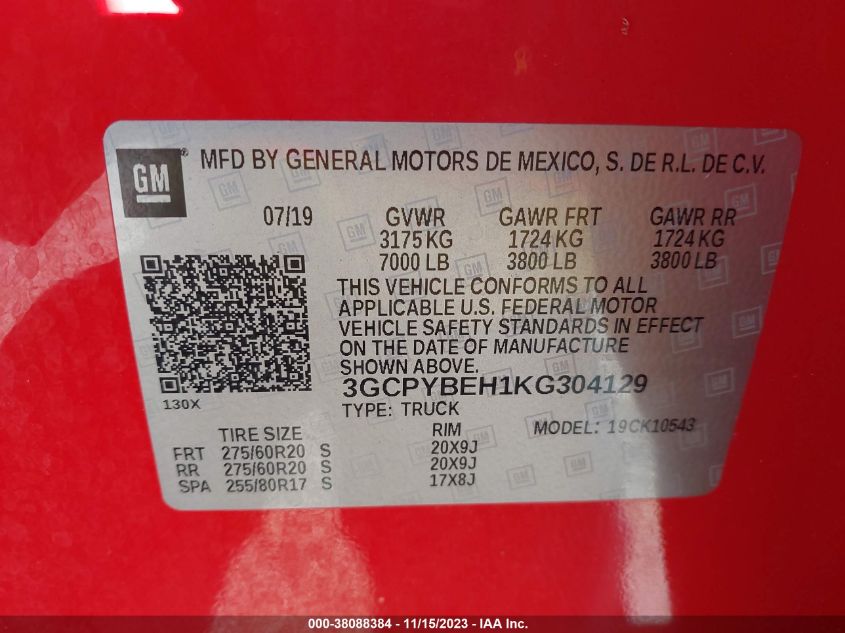 GM ® MFD BY GENERAL MOTORS DE MEXICO, S. DE R.L. DE C.V.
07/19 GVWR GAWR FRT GAWR RR
3175 KG 1724 KG 1724 KG
7000 LB 3800 LB 3800 LB
THIS VEHICLE CONFORMS TO ALL
APPLICABLE U.S. FEDERAL MOTOR
VEHICLE SAFETY STANDARDS IN EFFECT
ON THE DATE OF MANUFACTURE
SHOWN ABOVE.
3GCPYBEH1KG304129
130X
TYPE: TRUCK
TIRE SIZE RIM MODEL: 19CK10543
FRT 275/60R20 S 20X9J
RR 275/60R20 S 20X9J
SPA 255/80R17 S 17X8J
000-38088384 - 11/15/2023 - IAA Inc.